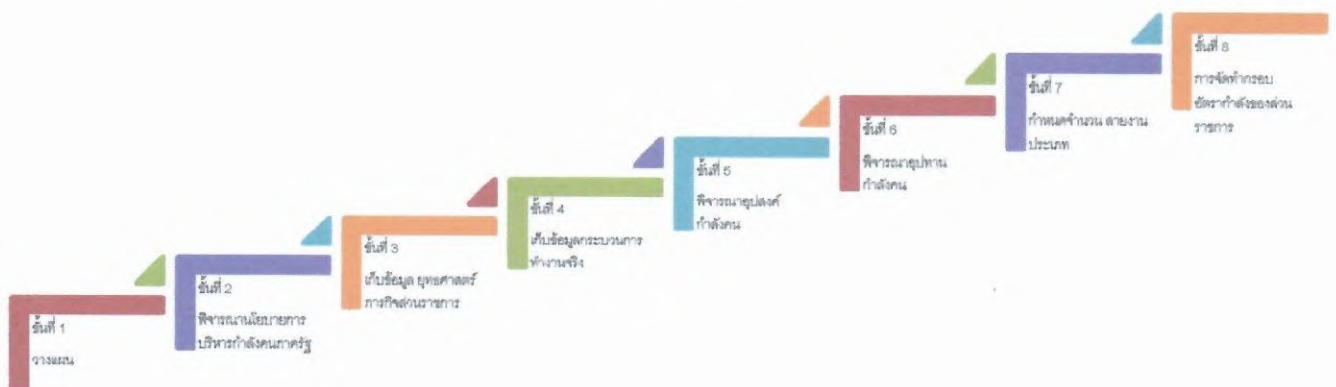 ขั้นที่ 1
วางแผน
ขั้นที่ 2
พิจารณานโยบายการ
บริหารกำลังคนภาครัฐ
ขั้นที่ 3
เก็บข้อมูล ยุทธศาสตร์
ภารกิจส่วนราชการ
ขั้นที่ 4
เก็บข้อมูลกระบวนการ
ทำงานจริง
ขั้นที่ 5
พิจารณาอุปสงค์
กำลังคน
ขั้นที่ 6
พิจารณาอุปทาน
กำลังคน
ขั้นที่ 7
กำหนดจำนวน สายงาน
ประเภท
ขั้นที่ 8
การจัดทำกรอบ
อัตรากำลังของส่วน
ราชการ